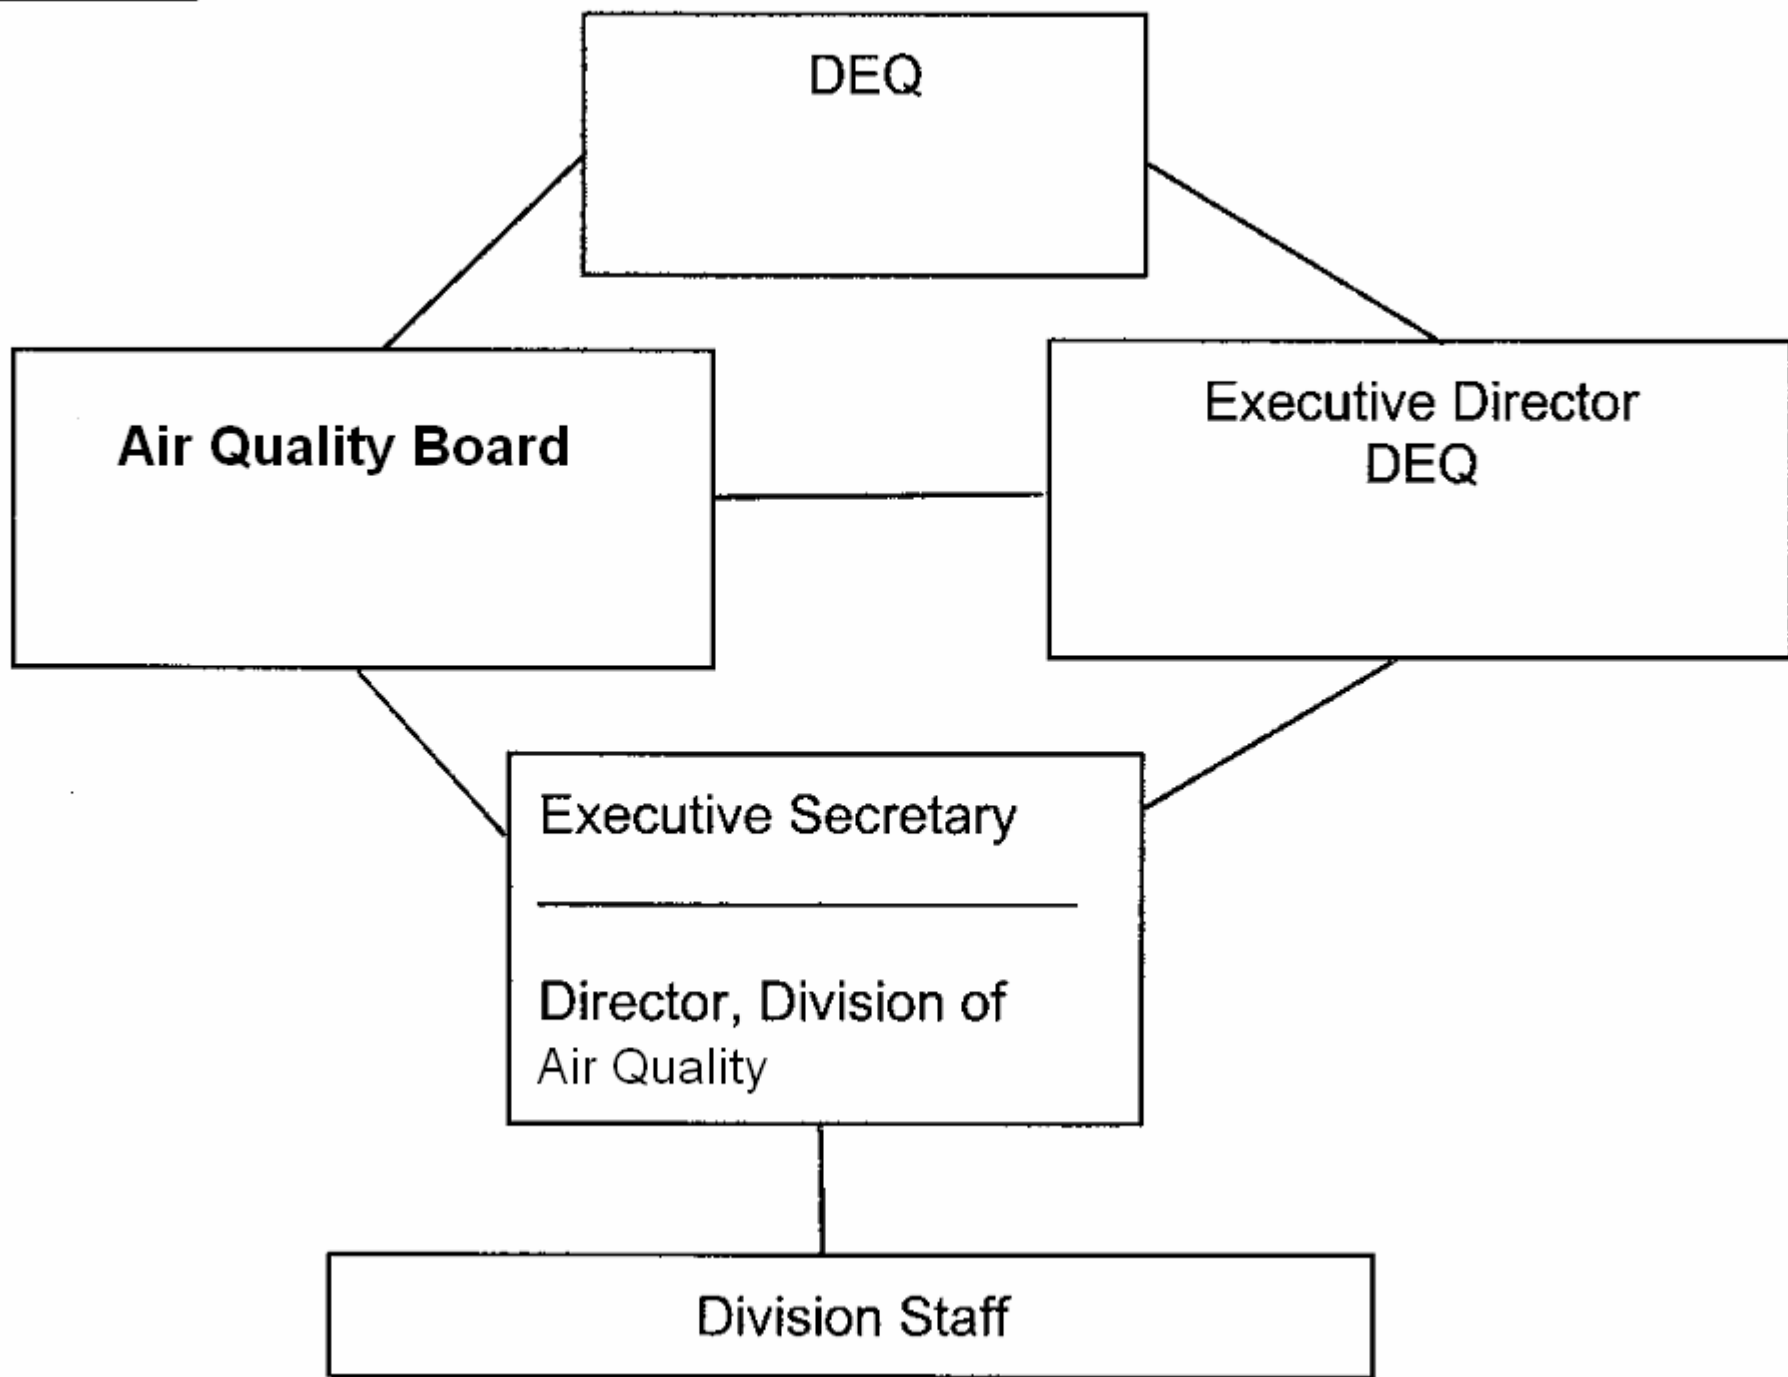 DEQ
Air Quality Board
Executive Director
DEQ
Executive Secretary
Director, Division of
Air Quality
Division Staff